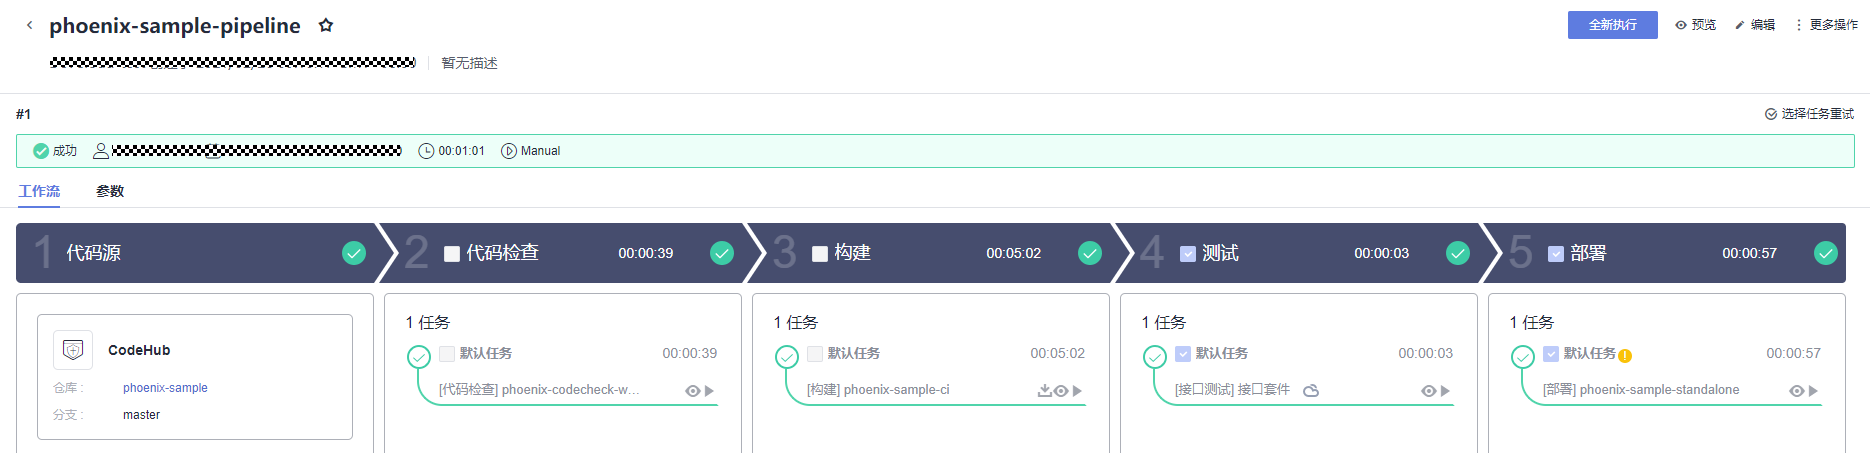 phoenix-sample-pipeline 全新执行 预览 编辑 更多操作
暂无描述
#1 选择任务重试
成功 00:01:01 Manual
工作流 参数
1 代码源 2 代码检查 00:00:39 3 构建 00:05:02 4 测试 00:00:03 5 部署 00:00:57
1 任务 1 任务 1 任务 1 任务
CodeHub 默认任务 00:00:39 默认任务 00:05:02 默认任务 00:00:03 默认任务 00:00:57
仓库 : phoenix-sample [代码检查] phoenix-codecheck-w... [构建] phoenix-sample-ci [接口测试] 接口套件 [部署] phoenix-sample-standalone
分支 : master